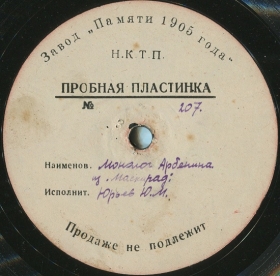 Завод „Памяти 1905 года"
Н.К Т П.
ПРОБНАЯ ПЛАСТИНКА
№ 207.
Наименов. Монолог Арбенина
из „Маскарад"
Исполнит. Юрьев Ю.М.
Продаже не подлежит